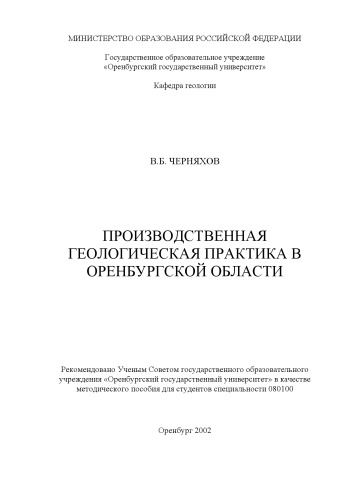 МИНИСТЕРСТВО ОБРАЗОВАНИЯ РОССИЙСКОЙ ФЕДЕРАЦИИ
Государственное образовательное учреждение
«Оренбургский государственный университет»
Кафедра геологии
В.Б. ЧЕРНЯХОВ
ПРОИЗВОДСТВЕННАЯ
ГЕОЛОГИЧЕСКАЯ ПРАКТИКА В
ОРЕНБУРГСКОЙ ОБЛАСТИ
Рекомендовано Ученым Советом государственного образовательного
учреждения «Оренбургский государственный университет» в качестве
методического пособия для студентов специальности 080100
Оренбург 2002